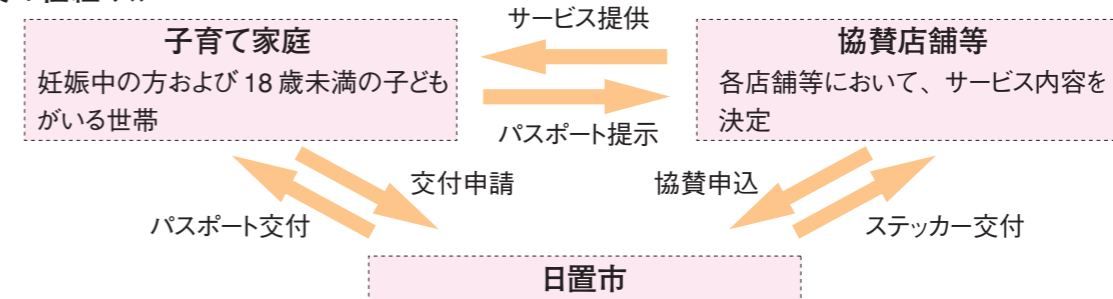 サービス提供
子育て家庭
妊娠中の方および18歳未満の子ども
がいる世帯
協賛店舗等
各店舗等において、サービス内容を
決定
パスポート提示
交付申請
協賛申込
パスポート交付
ステッカー交付
日置市